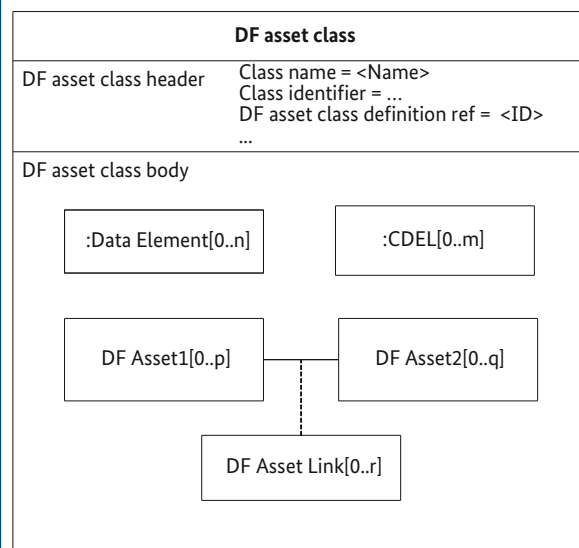 DF asset class
DF asset class header
Class name = <Name>
Class identifier = ...
DF asset class definition ref = <ID>
...
DF asset class body
:Data Element[0..n]
:CDEL[0..m]
DF Asset1[0..p]
DF Asset2[0..q]
DF Asset Link[0..r]